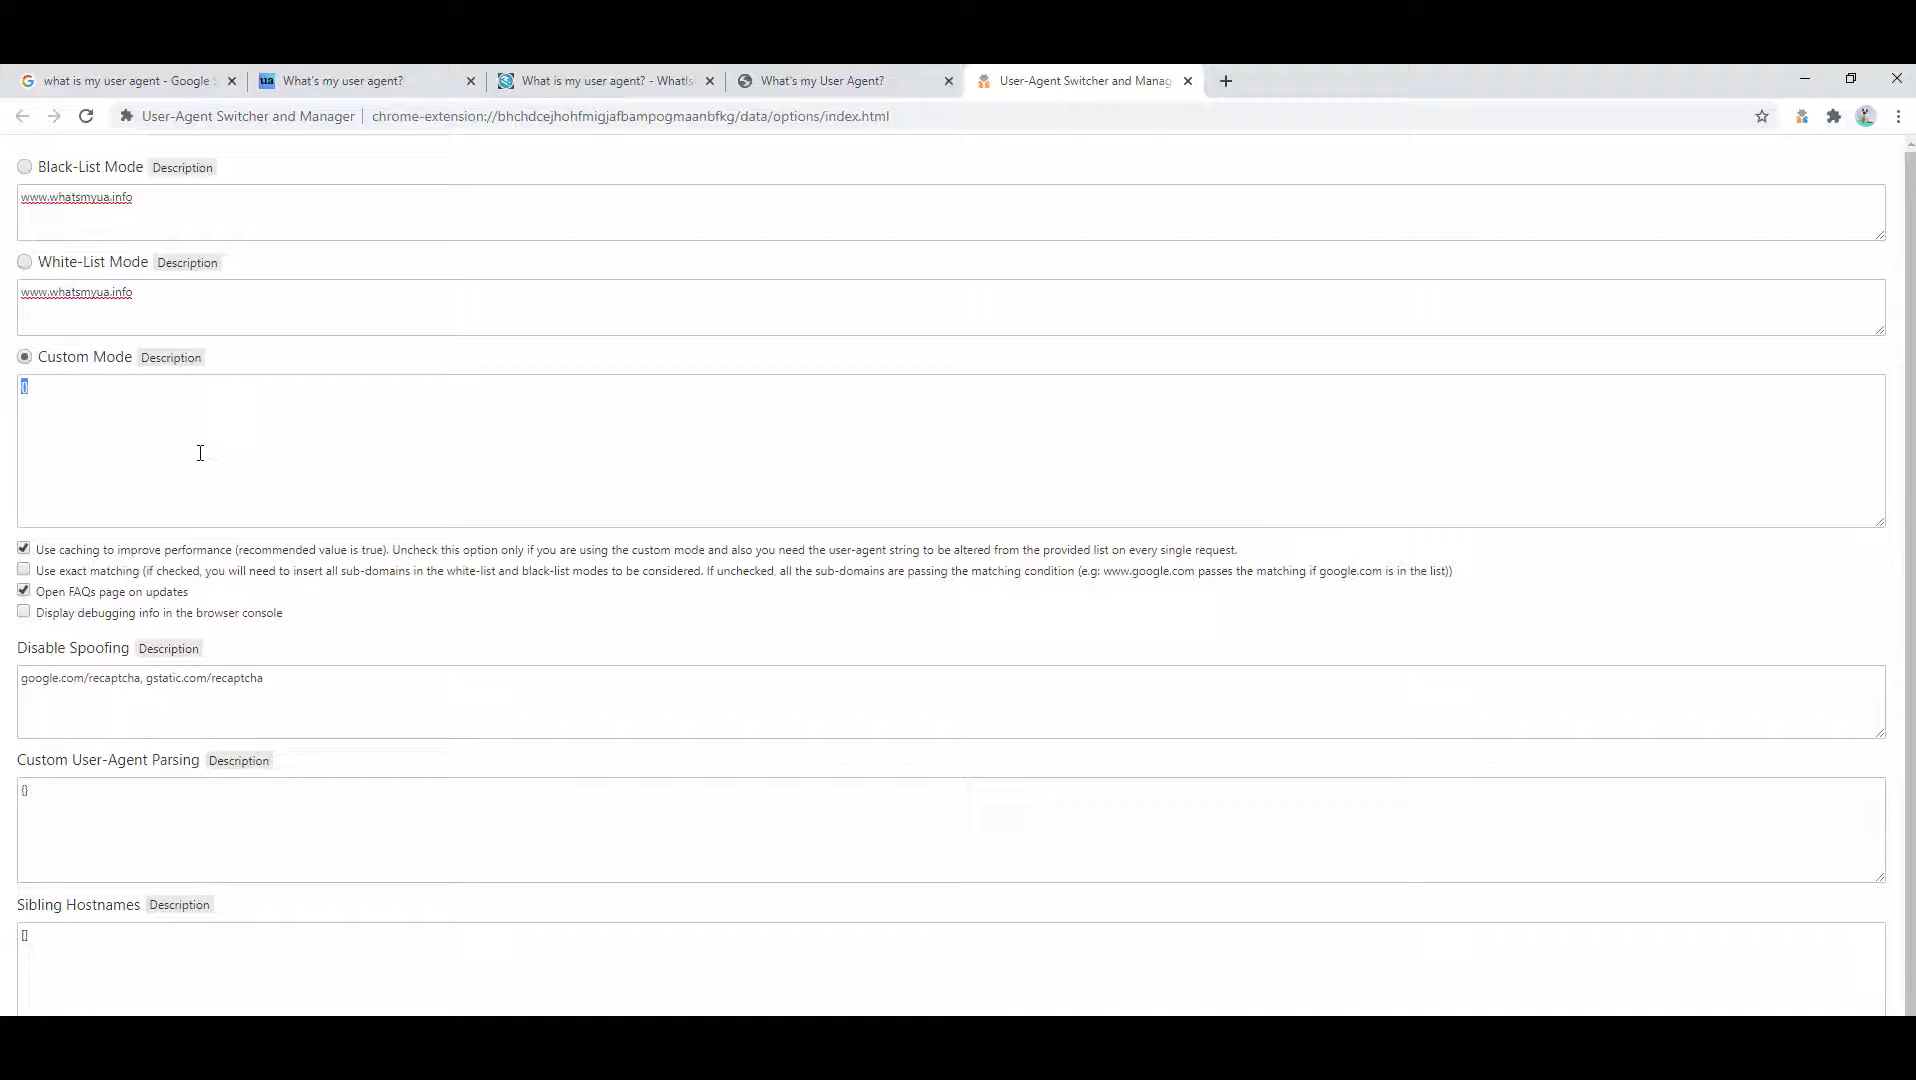 what is my user agent - Google S
ua What's my user agent?
What is my user agent? - WhatIs
What's my User Agent?
User-Agent Switcher and Manag
User-Agent Switcher and Manager chrome-extension://bhchdcejhohfmigjafbampogmaanbfkg/data/options/index.html
Black-List Mode Description
www.whatsmyua.info
White-List Mode Description
www.whatsmyua.info
Custom Mode Description
{}
Use caching to improve performance (recommended value is true). Uncheck this option only if you are using the custom mode and also you need the user-agent string to be altered from the provided list on every single request.
Use exact matching (if checked, you will need to insert all sub-domains in the white-list and black-list modes to be considered. If unchecked, all the sub-domains are passing the matching condition (e.g: www.google.com passes the matching if google.com is in the list))
Open FAQs page on updates
Display debugging info in the browser console
Disable Spoofing Description
google.com/recaptcha, gstatic.com/recaptcha
Custom User-Agent Parsing Description
{}
Sibling Hostnames Description
[]